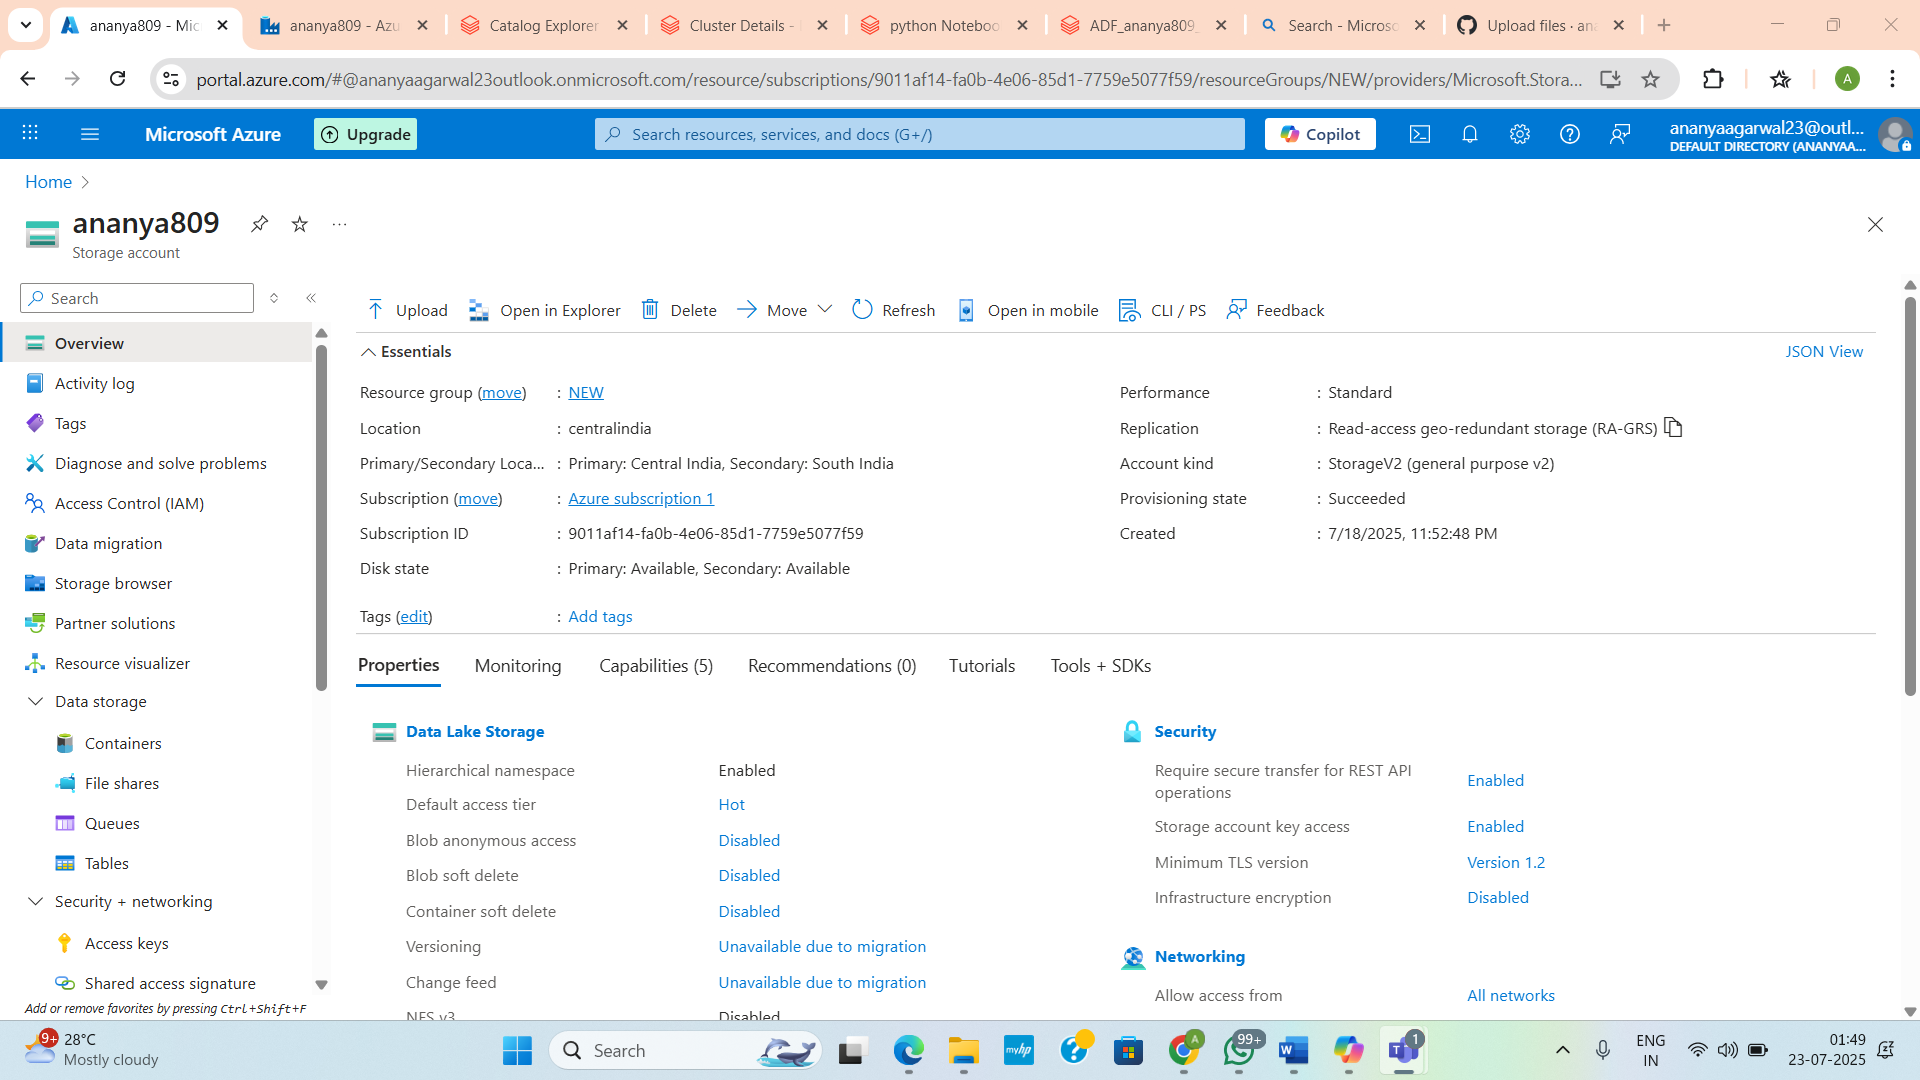 ananya809 - Mic
ananya809 - Azu
Catalog Explorer
Cluster Details -
python Noteboo
ADF_ananya809_
Search - Microso
Upload files · ana
portal.azure.com/#@ananyaagarwal23outlook.onmicrosoft.com/resource/subscriptions/9011af14-fa0b-4e06-85d1-7759e5077f59/resourceGroups/NEW/providers/Microsoft.Stora...
A
Microsoft Azure
Upgrade
Search resources, services, and docs (G+/)
Copilot
ananyaagarwal23@outl...
DEFAULT DIRECTORY (ANANYAA...
Home
ananya809
Storage account
Search
Upload
Open in Explorer
Delete
Move
Refresh
Open in mobile
CLI / PS
Feedback
Overview
Activity log
Tags
Diagnose and solve problems
Access Control (IAM)
Data migration
Storage browser
Partner solutions
Resource visualizer
Data storage
Containers
File shares
Queues
Tables
Security + networking
Access keys
Shared access signature
Add or remove favorites by pressing Ctrl+Shift+F
Essentials
JSON View
Resource group (move) : NEW
Location : centralindia
Primary/Secondary Loca... : Primary: Central India, Secondary: South India
Subscription (move) : Azure subscription 1
Subscription ID : 9011af14-fa0b-4e06-85d1-7759e5077f59
Disk state : Primary: Available, Secondary: Available
Tags (edit) : Add tags
Performance : Standard
Replication : Read-access geo-redundant storage (RA-GRS)
Account kind : StorageV2 (general purpose v2)
Provisioning state : Succeeded
Created : 7/18/2025, 11:52:48 PM
Properties
Monitoring
Capabilities (5)
Recommendations (0)
Tutorials
Tools + SDKs
Data Lake Storage
Hierarchical namespace Enabled
Default access tier Hot
Blob anonymous access Disabled
Blob soft delete Disabled
Container soft delete Disabled
Versioning Unavailable due to migration
Change feed Unavailable due to migration
NFS v3 Disabled
Security
Require secure transfer for REST API
operations Enabled
Storage account key access Enabled
Minimum TLS version Version 1.2
Infrastructure encryption Disabled
Networking
Allow access from All networks
9+
28°C
Mostly cloudy
Search
myhp
A
99+
W
T
1
ENG
IN
01:49
23-07-2025